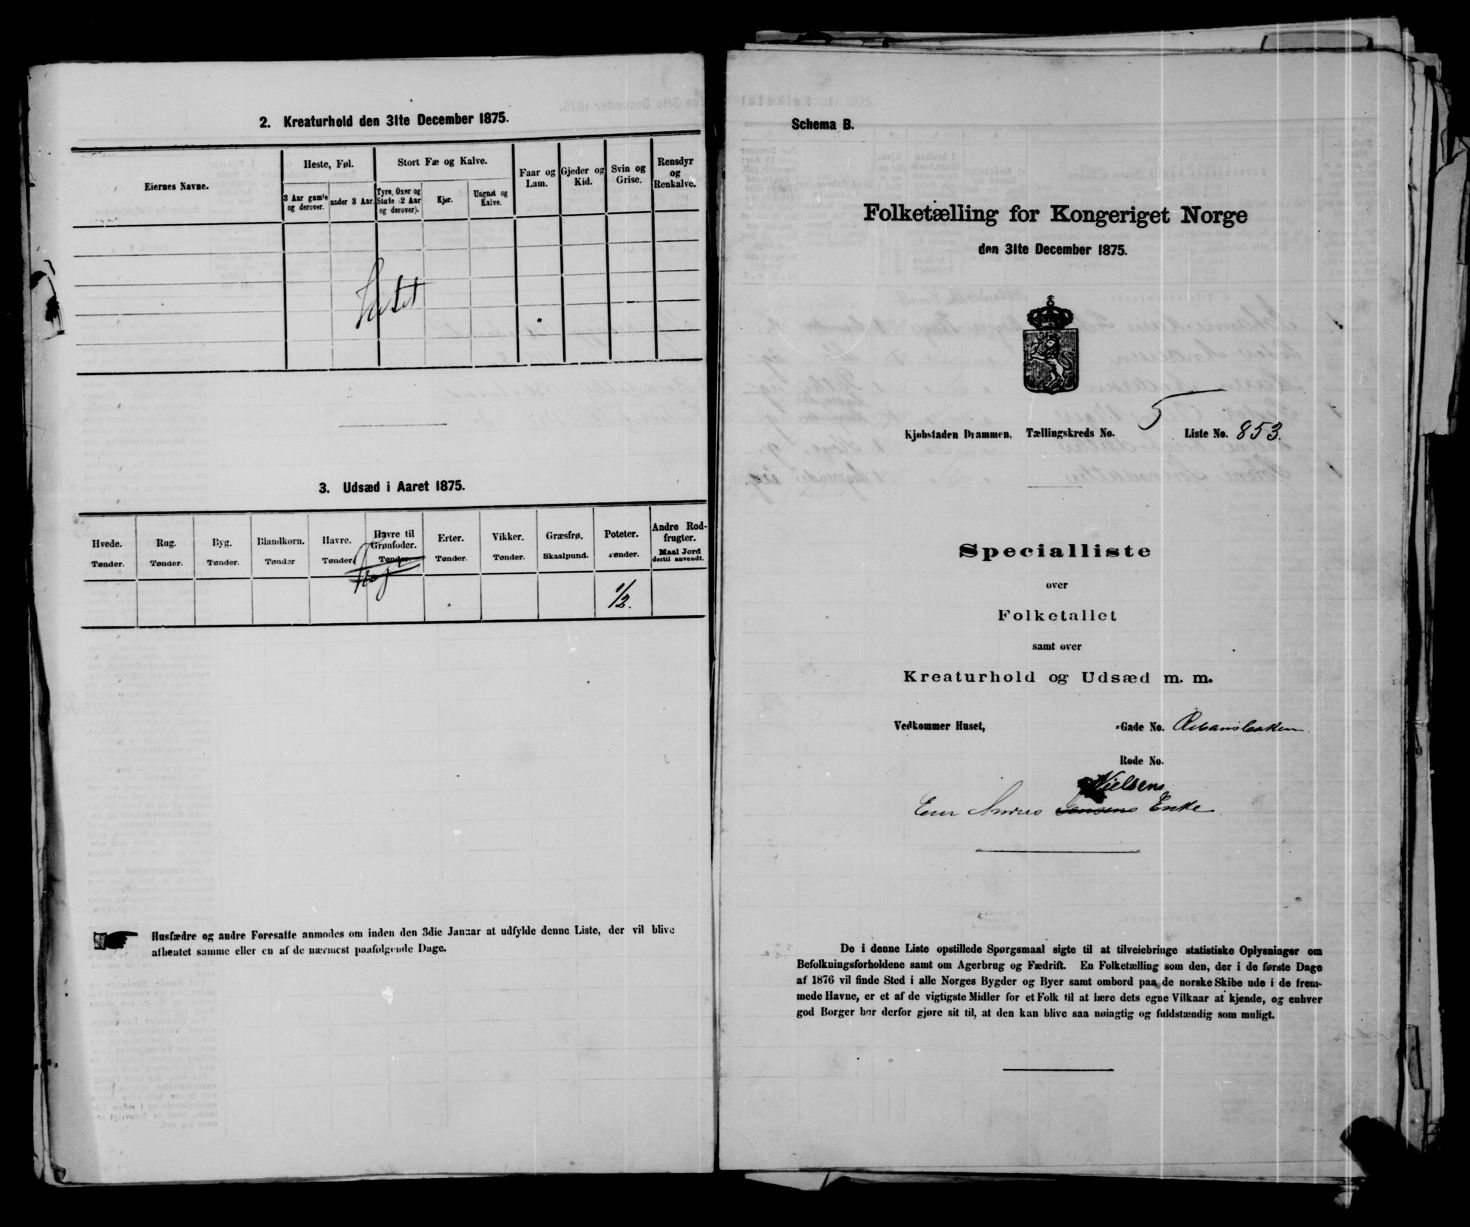 2. Kreaturhold den 31te December 1875.
Eiernes Navne.
Heste, Føl.
Stort Fæ og Kalve.
Faar og Lam.
Gjeder og Kid.
Svin og Grise.
Rensdyr og Renkalve.
3 Aar gamle og derover.
under 3 Aar.
Tyre, Oxer og Stude (2 Aar og derover).
Kjør.
Ungnøt og Kalve.
Intet
3. Udsæd i Aaret 1875.
Hvede. Rug. Byg. Blandkorn. Havre. Havre til Grønfoder. Erter. Vikker. Græsfrø. Poteter. Andre Rodfrugter.
Tønder. Tønder. Tønder. Tønder Tønder. Tønder Tønder. Tønder. Skaalpund. Tønder. Maal Jord dertil anvendt.
1/2.
Husfædre og andre Foresatte anmodes om inden den 3die Januar at udfylde denne Liste, der vil blive
afhentet samme eller en af de nærmest paafølgende Dage.
Schema B.
Folketælling for Kongeriget Norge
den 31te December 1875.
Kjøbstaden Drammen, Tællingskreds No. 5 Liste No. 853.
Specialliste
over
Folketallet
samt over
Kreaturhold og Udsæd m. m.
Vedkommer Huset, Gade No.
Rode No.
Nielsens
Eier Andreas Jensens Enke
De i denne Liste opstillede Spørgsmaal sigte til at tilveiebringe statistiske Oplysninger om
Befolkningsforholdene samt om Agerbrug og Fædrift. En Folketælling som den, der i de første Dage
af 1876 vil finde Sted i alle Norges Bygder og Byer samt ombord paa de norske Skibe ude i de frem-
mede Havne, er et af de vigtigste Midler for et Folk til at lære dets egne Vilkaar at kjende, og enhver
god Borger bør derfor gjøre sit til, at den kan blive saa nøiagtig og fuldstændig som muligt.